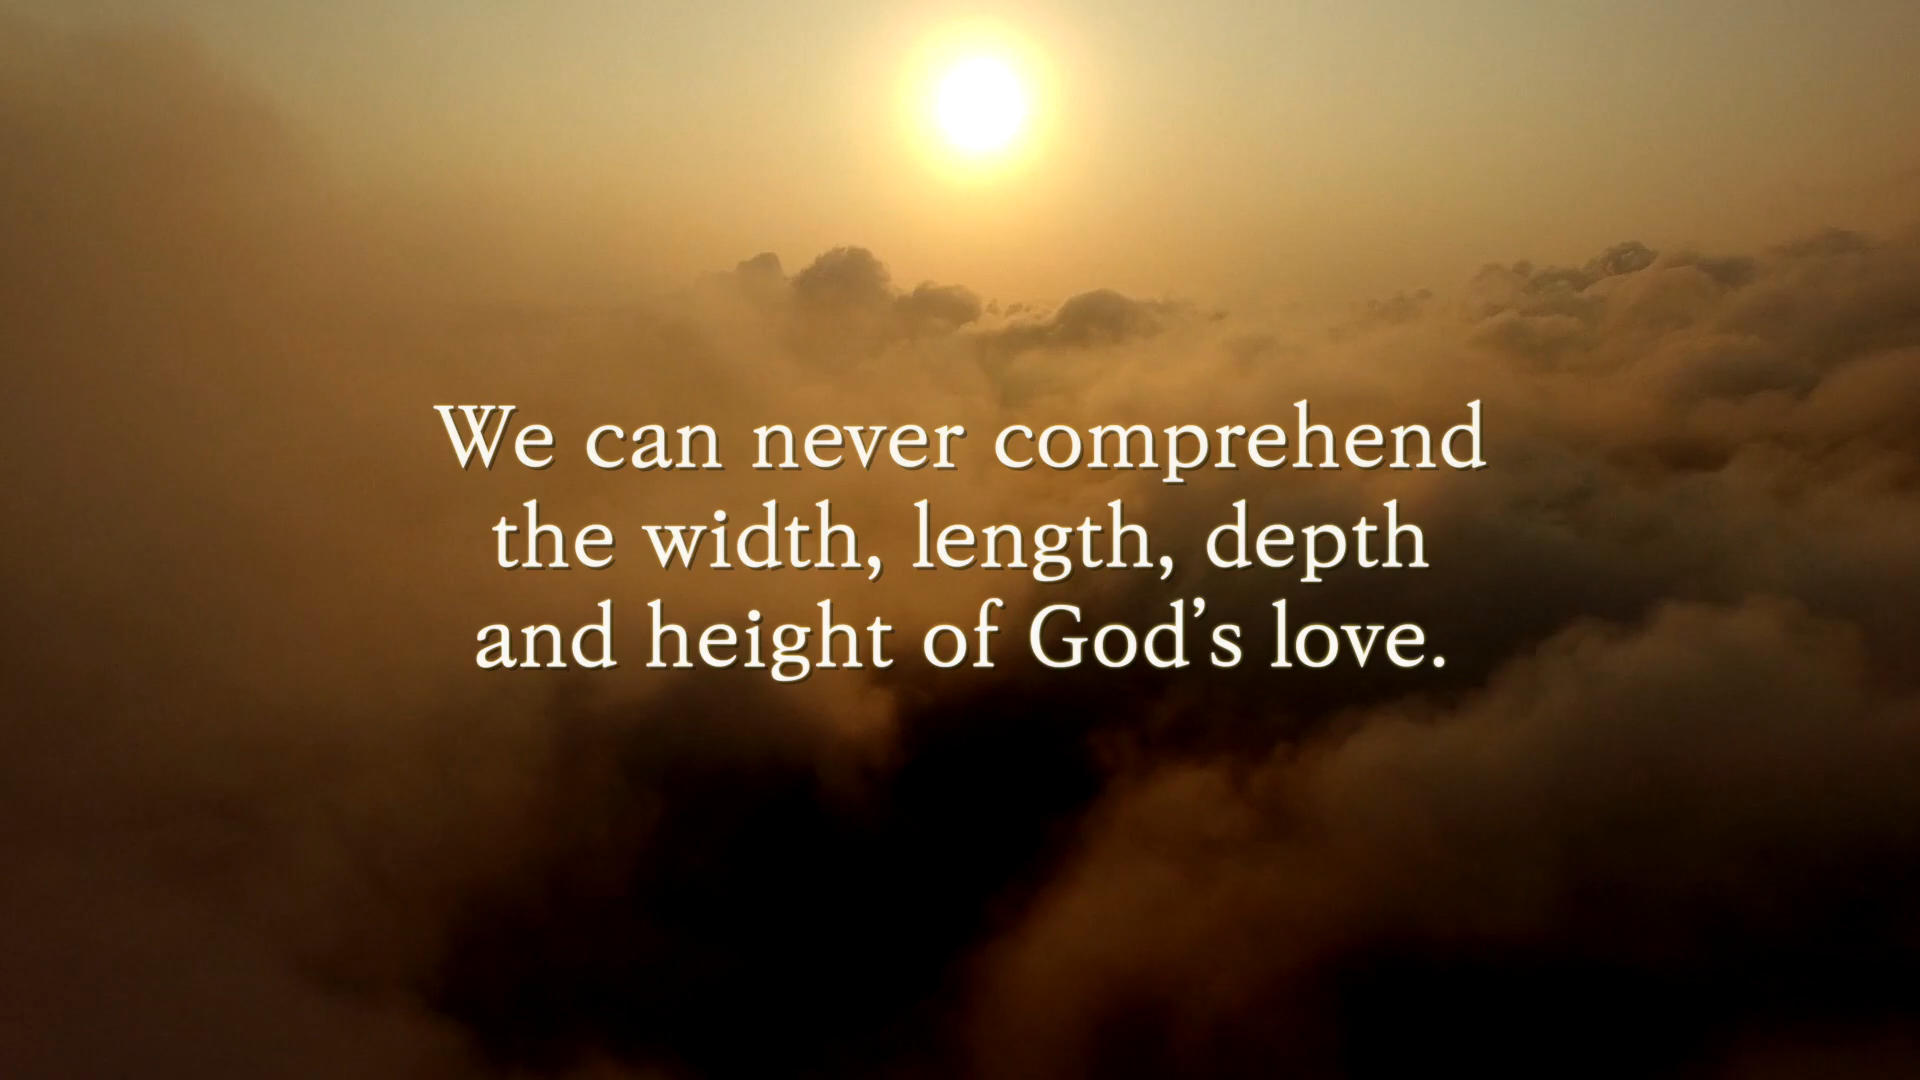 We can never comprehend
the width, length, depth
and height of God’s love.